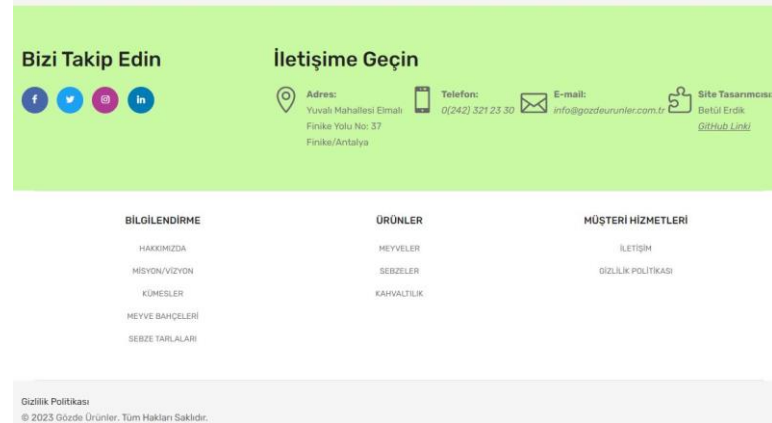 Bizi Takip Edin
İletişime Geçin
Adres:
Yuvalı Mahallesi Elmalı
Finike Yolu No: 37
Finike/Antalya
Telefon:
0(242) 321 23 30
E-mail:
info@gozdeurunler.com.tr
Site Tasarımcısı
Betül Erdik
GitHub Linki
BİLGİLENDİRME
HAKKIMIZDA
MİSYON/VİZYON
KÜMESLER
MEYVE BAHÇELERİ
SEBZE TARLALARI
ÜRÜNLER
MEYVELER
SEBZELER
KAHVALTILIK
MÜŞTERİ HİZMETLERİ
İLETİŞİM
GİZLİLİK POLİTİKASI
Gizlilik Politikası
© 2023 Gözde Ürünler. Tüm Hakları Saklıdır.